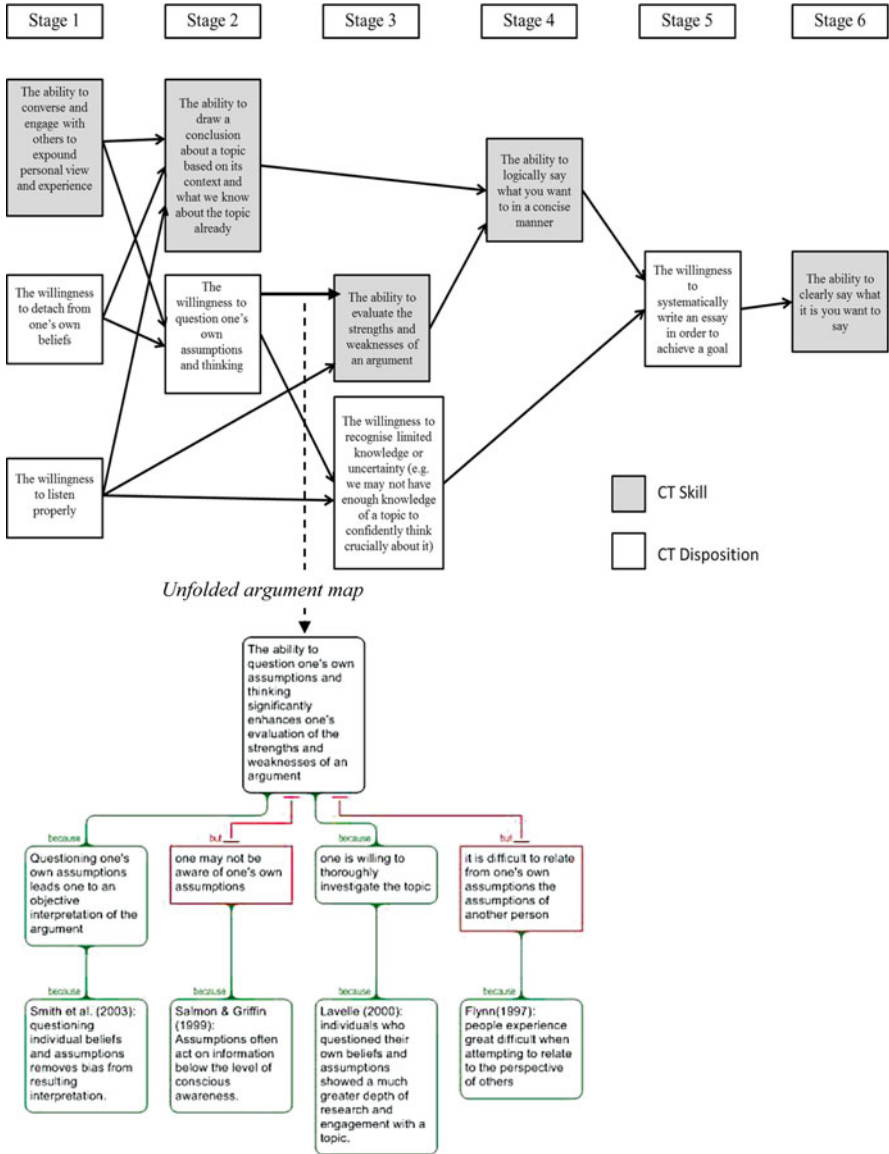 Stage 1
Stage 2
Stage 3
Stage 4
Stage 5
Stage 6
The ability to
converse and
engage with
others to
expound
personal view
and experience
The willingness
to detach from
one's own
beliefs
The willingness
to listen
properly
The ability to
draw a
conclusion
about a topic
based on its
context and
what we know
about the topic
already
The
willingness to
question one's
own
assumptions
and thinking
The ability to
evaluate the
strengths and
weaknesses of
an argument
The willingness to
recognise limited
knowledge or
uncertainty (e.g.
we may not have
enough knowledge
of a topic to
confidently think
crucially about it)
The ability to
logically say
what you want
to in a concise
manner
The willingness
to
systematically
write an essay
in order to
achieve a goal
The ability to
clearly say what
it is you want to
say
CT Skill
CT Disposition
Unfolded argument map
The ability to
question one's own
assumptions and
thinking
significantly
enhances one's
evaluation of the
strengths and
weaknesses of an
argument
because
Questioning one's
own assumptions
leads one to an
objective
interpretation of the
argument
but
one may not be
aware of one's own
assumptions
because
one is willing to
thoroughly
investigate the topic
but
it is difficult to relate
from one's own
assumptions the
assumptions of
another person
because
Smith et al. (2003):
questioning
individual beliefs
and assumptions
removes bias from
resulting
interpretation.
because
Salmon & Griffin
(1999):
Assumptions often
act on information
below the level of
conscious
awareness.
because
Lavelle (2000):
individuals who
questioned their
own beliefs and
assumptions
showed a much
greater depth of
research and
engagement with a
topic.
because
Flynn(1997):
people experience
great difficult when
attempting to relate
to the perspective
of others